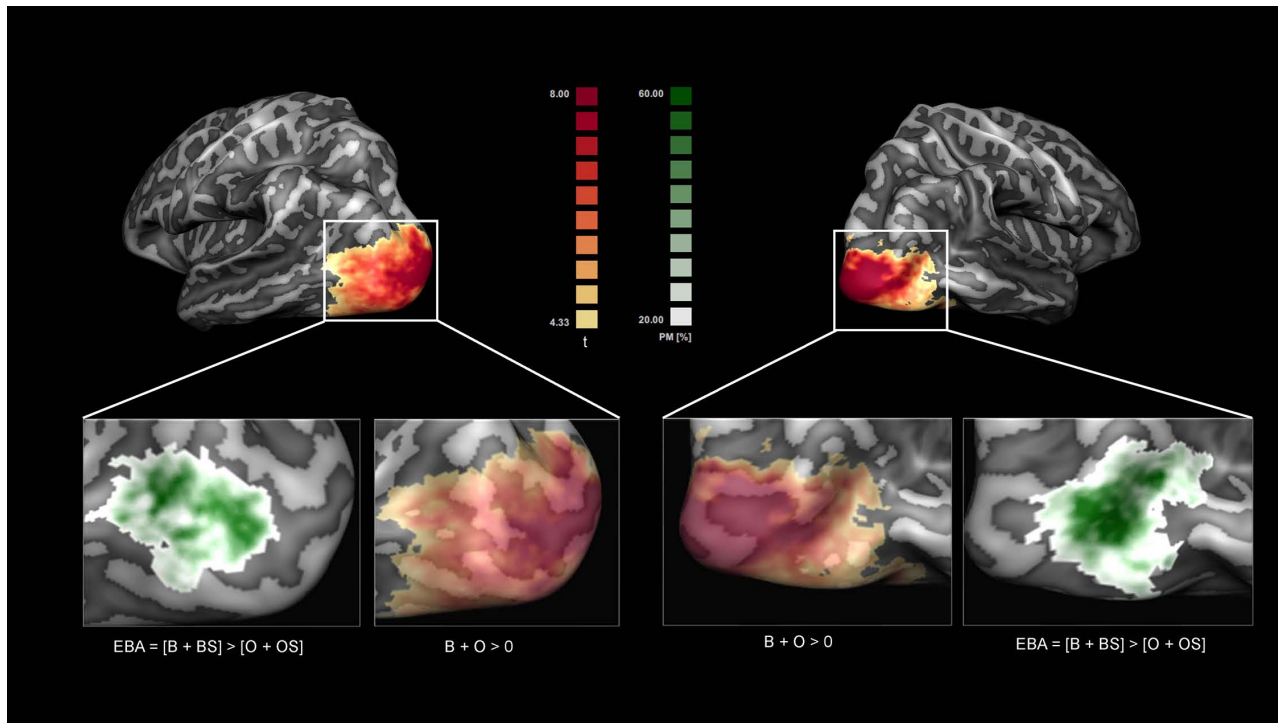 8.00
60.00
4.33
20.00
t
PM [%]
EBA = [B + BS] > [O + OS]
B + O > 0
B + O > 0
EBA = [B + BS] > [O + OS]